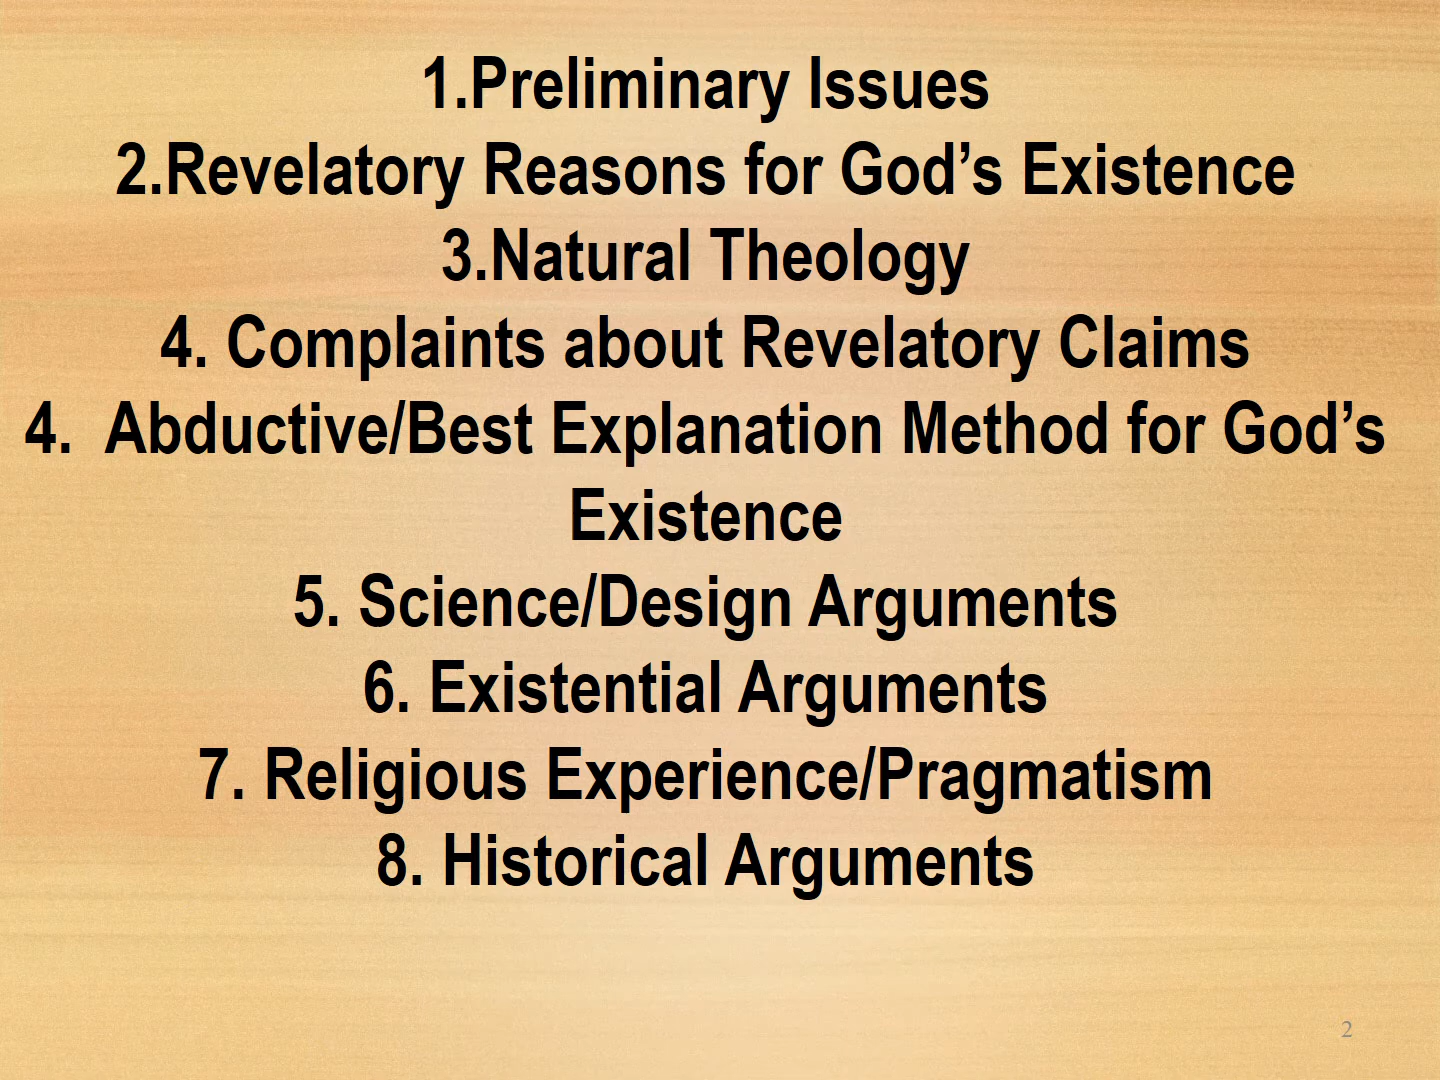 1.Preliminary Issues
2.Revelatory Reasons for God’s Existence
3.Natural Theology
4. Complaints about Revelatory Claims
4.  Abductive/Best Explanation Method for God’s
Existence
5. Science/Design Arguments
6. Existential Arguments
7. Religious Experience/Pragmatism
8. Historical Arguments
2